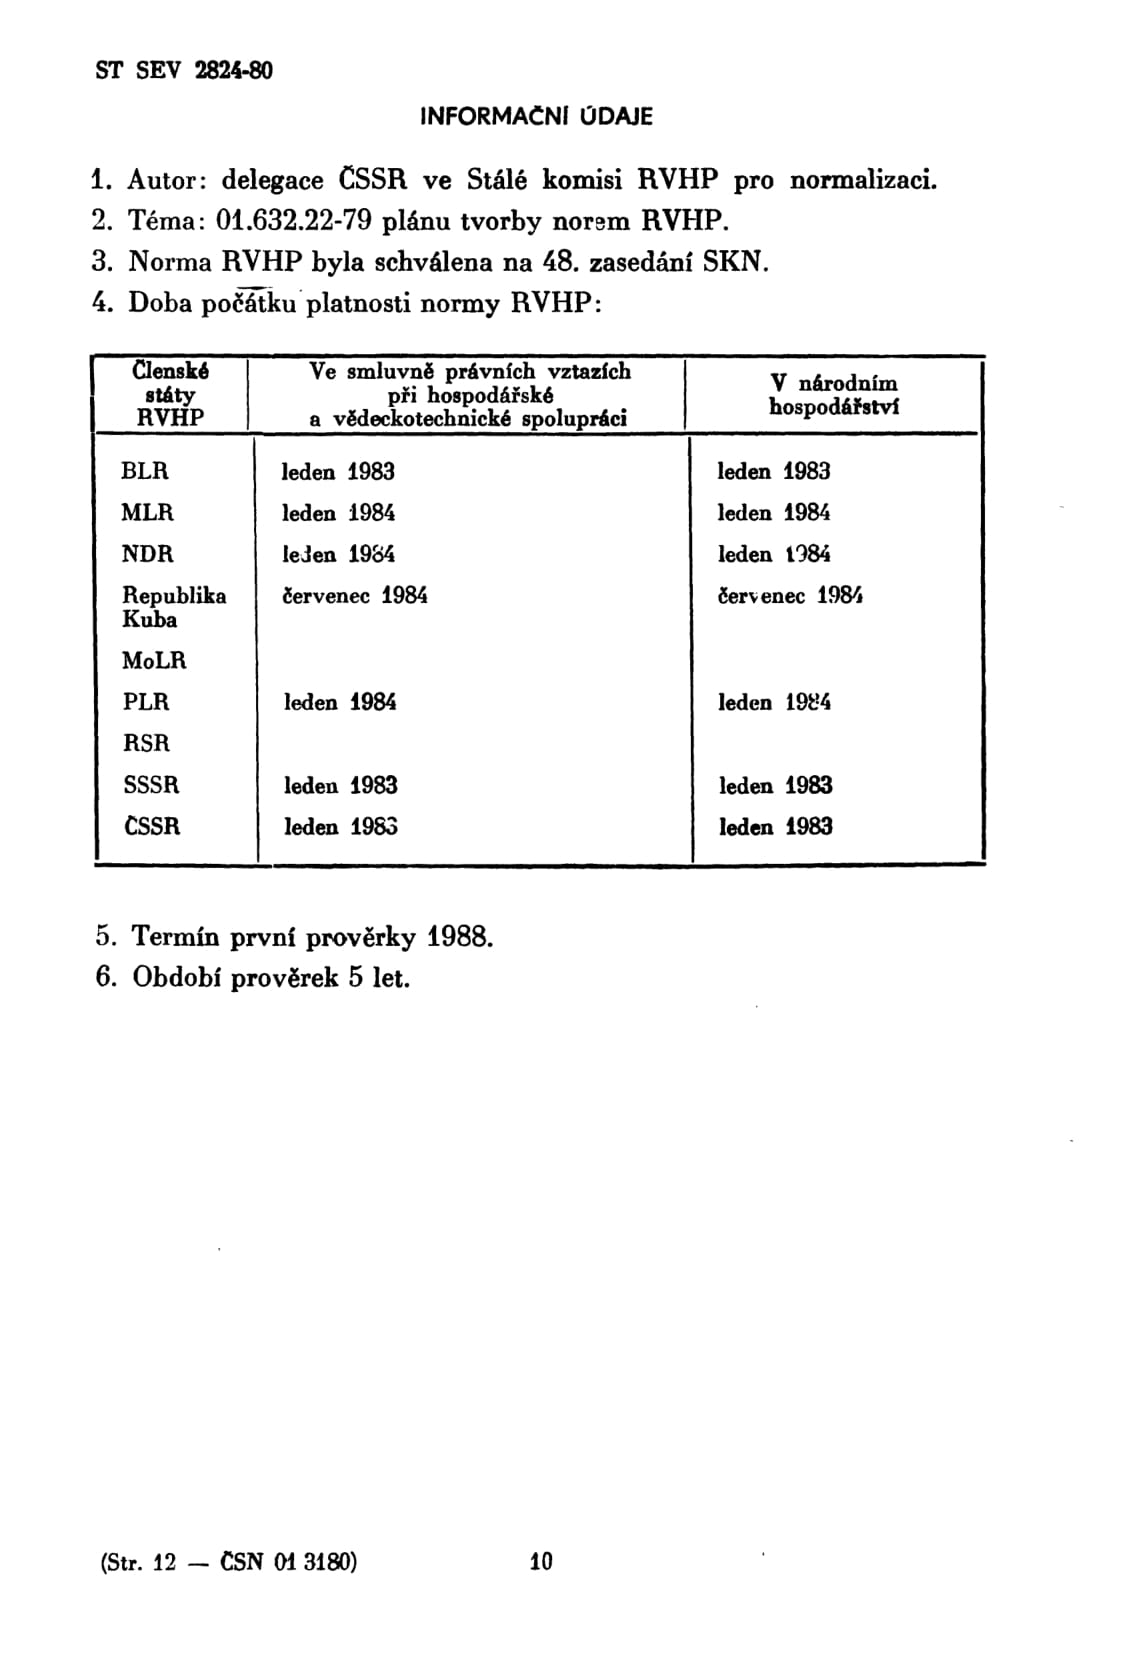 ST SEV 2824-80
INFORMAČNÍ ÚDAJE
1. Autor: delegace ČSSR ve Stálé komisi RVHP pro normalizaci.
2. Téma: 01.632.22-79 plánu tvorby norem RVHP.
3. Norma RVHP byla schválena na 48. zasedání SKN.
4. Doba počátku platnosti normy RVHP:
Členské státy RVHP | Ve smluvně právních vztazích při hospodářské a vědeckotechnické spolupráci | V národním hospodářství
BLR leden 1983 leden 1983
MLR leden 1984 leden 1984
NDR leden 1984 leden 1984
Republika červenec 1984 červenec 1984
Kuba
MoLR
PLR leden 1984 leden 1984
RSR
SSSR leden 1983 leden 1983
ČSSR leden 1983 leden 1983
5. Termín první prověrky 1988.
6. Období prověrek 5 let.
(Str. 12 — ČSN 01 3180) 10